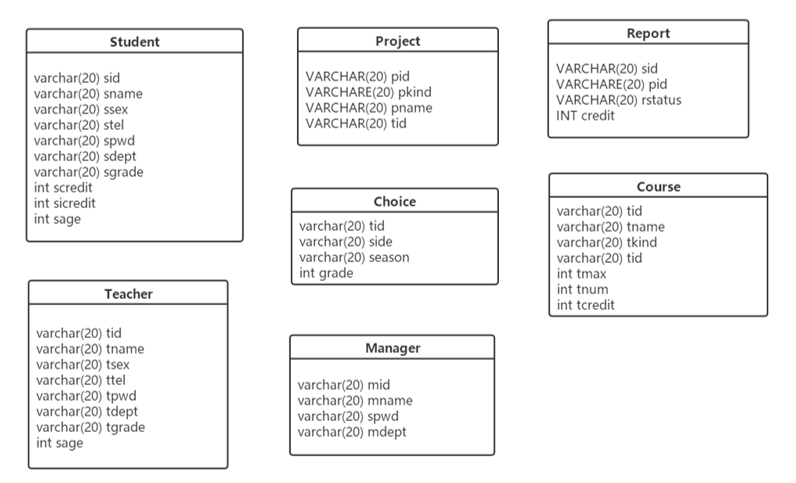 Student
varchar(20) sid
varchar(20) sname
varchar(20) ssex
varchar(20) stel
varchar(20) spwd
varchar(20) sdept
varchar(20) sgrade
int scredit
int sicredit
int sage
Project
VARCHAR(20) pid
VARCHARE(20) pkind
VARCHAR(20) pname
VARCHAR(20) tid
Report
VARCHAR(20) sid
VARCHARE(20) pid
VARCHAR(20) rstatus
INT credit
Choice
varchar(20) tid
varchar(20) side
varchar(20) season
int grade
Course
varchar(20) tid
varchar(20) tname
varchar(20) tkind
varchar(20) tid
int tmax
int tnum
int tcredit
Teacher
varchar(20) tid
varchar(20) tname
varchar(20) tsex
varchar(20) ttel
varchar(20) tpwd
varchar(20) tdept
varchar(20) tgrade
int sage
Manager
varchar(20) mid
varchar(20) mname
varchar(20) spwd
varchar(20) mdept